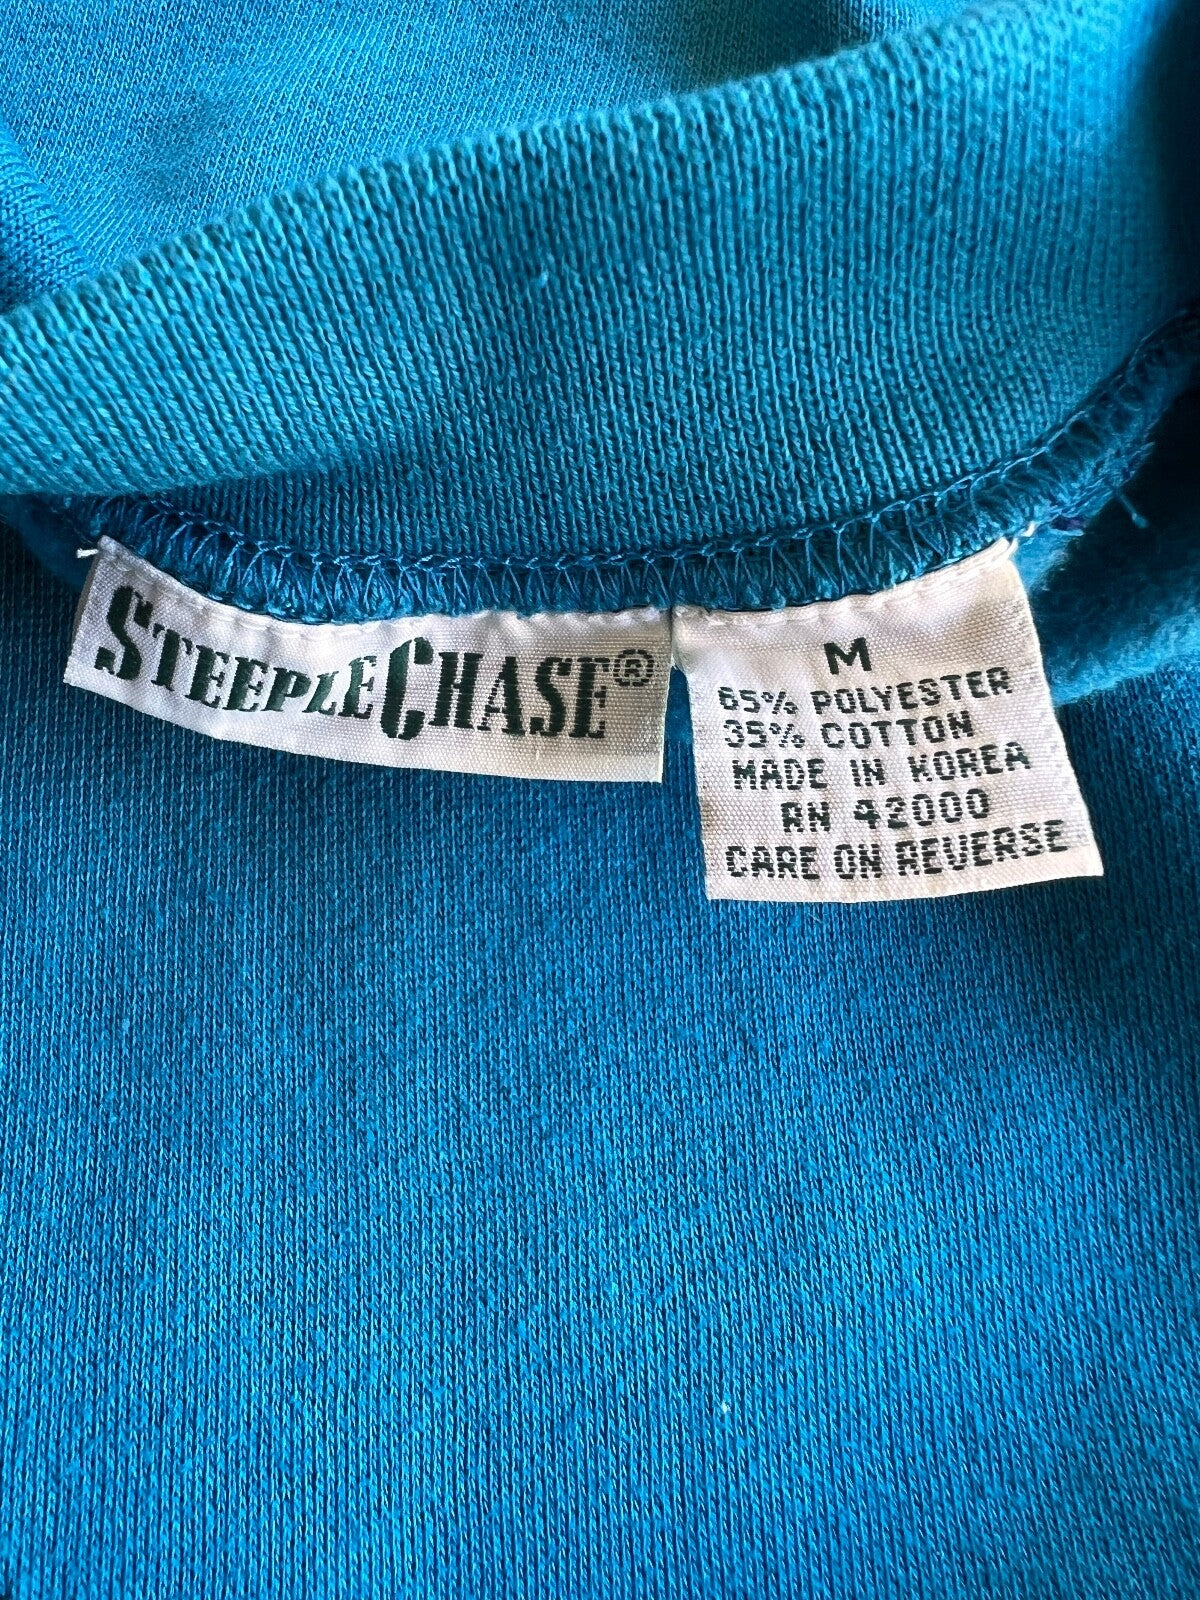 STEEPLECHASE®
M
65% POLYESTER
35% COTTON
MADE IN KOREA
RN 42000
CARE ON REVERSE